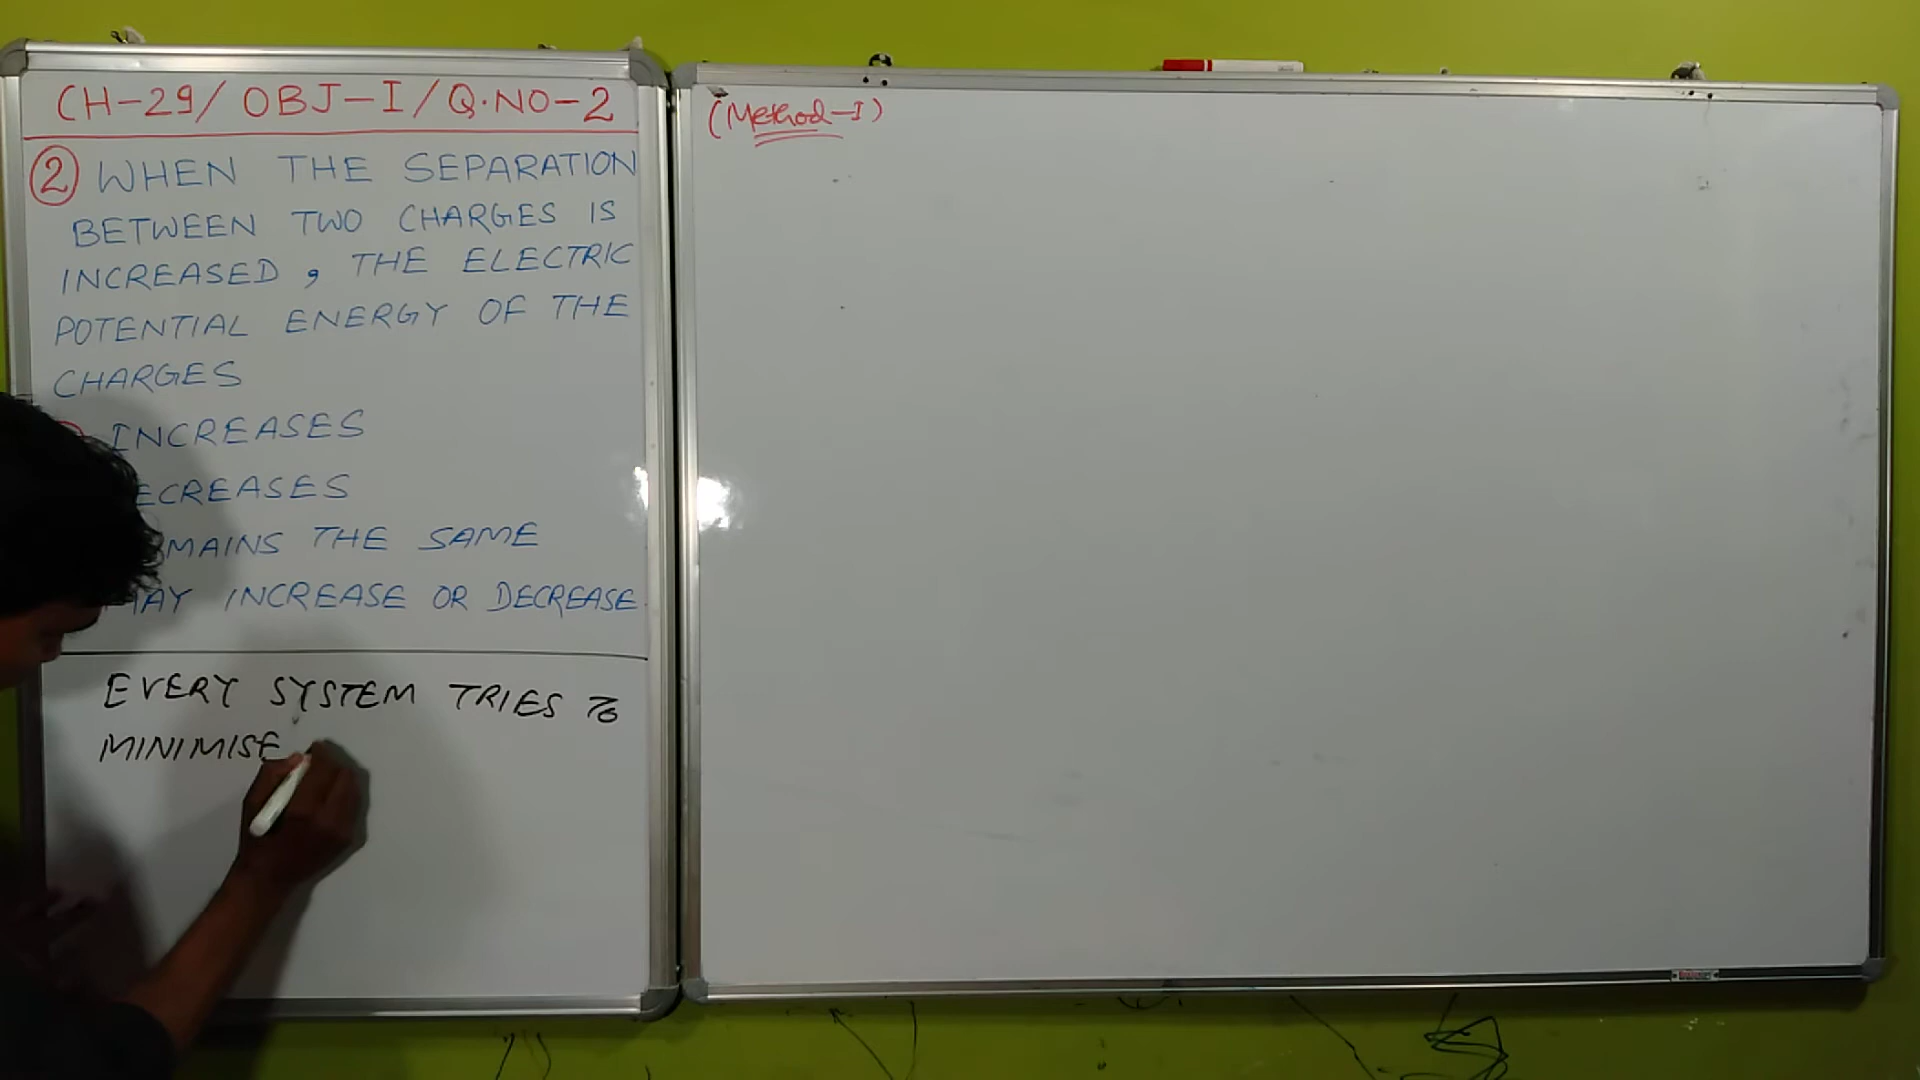 CH-29/ OBJ-I/Q.NO-2
2 WHEN THE SEPARATION
BETWEEN TWO CHARGES IS
INCREASED, THE ELECTRIC
POTENTIAL ENERGY OF THE
CHARGES
INCREASES
ECREASES
MAINS THE SAME
MAY INCREASE OR DECREASE
EVERY SYSTEM TRIES TO
MINIMISE
(Method-I)